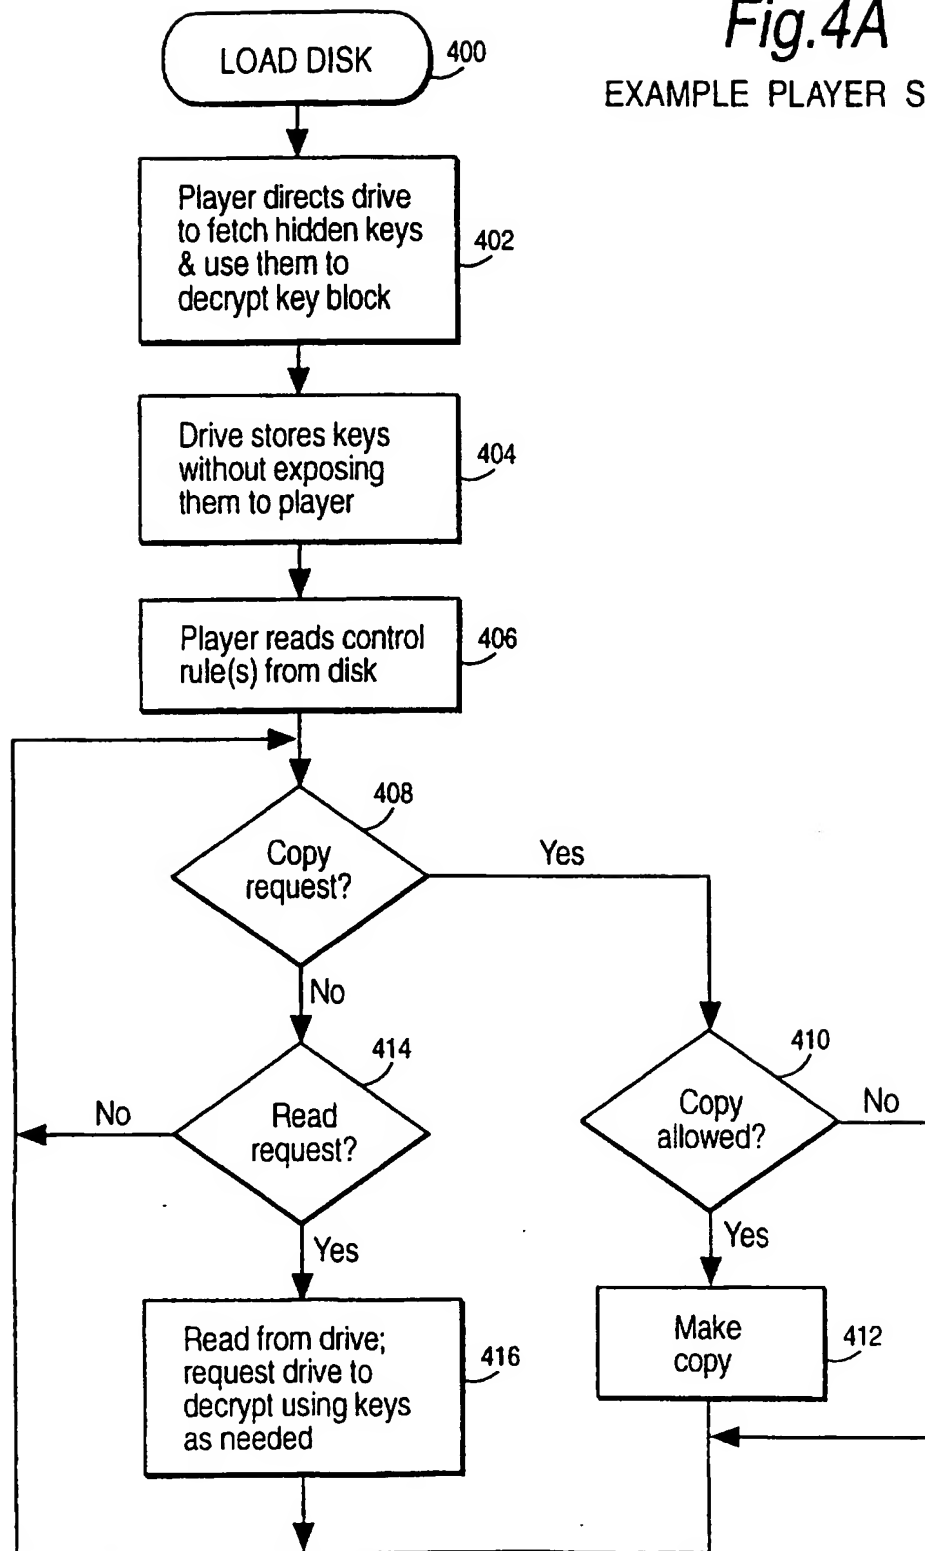 Fig.4A
EXAMPLE PLAYER S
LOAD DISK
400
Player directs drive
to fetch hidden keys
& use them to
decrypt key block
402
Drive stores keys
without exposing
them to player
404
Player reads control
rule(s) from disk
406
408
Copy
request?
Yes
No
414
Read
request?
No
410
Copy
allowed?
No
Yes
Yes
Read from drive;
request drive to
decrypt using keys
as needed
416
Make
copy
412